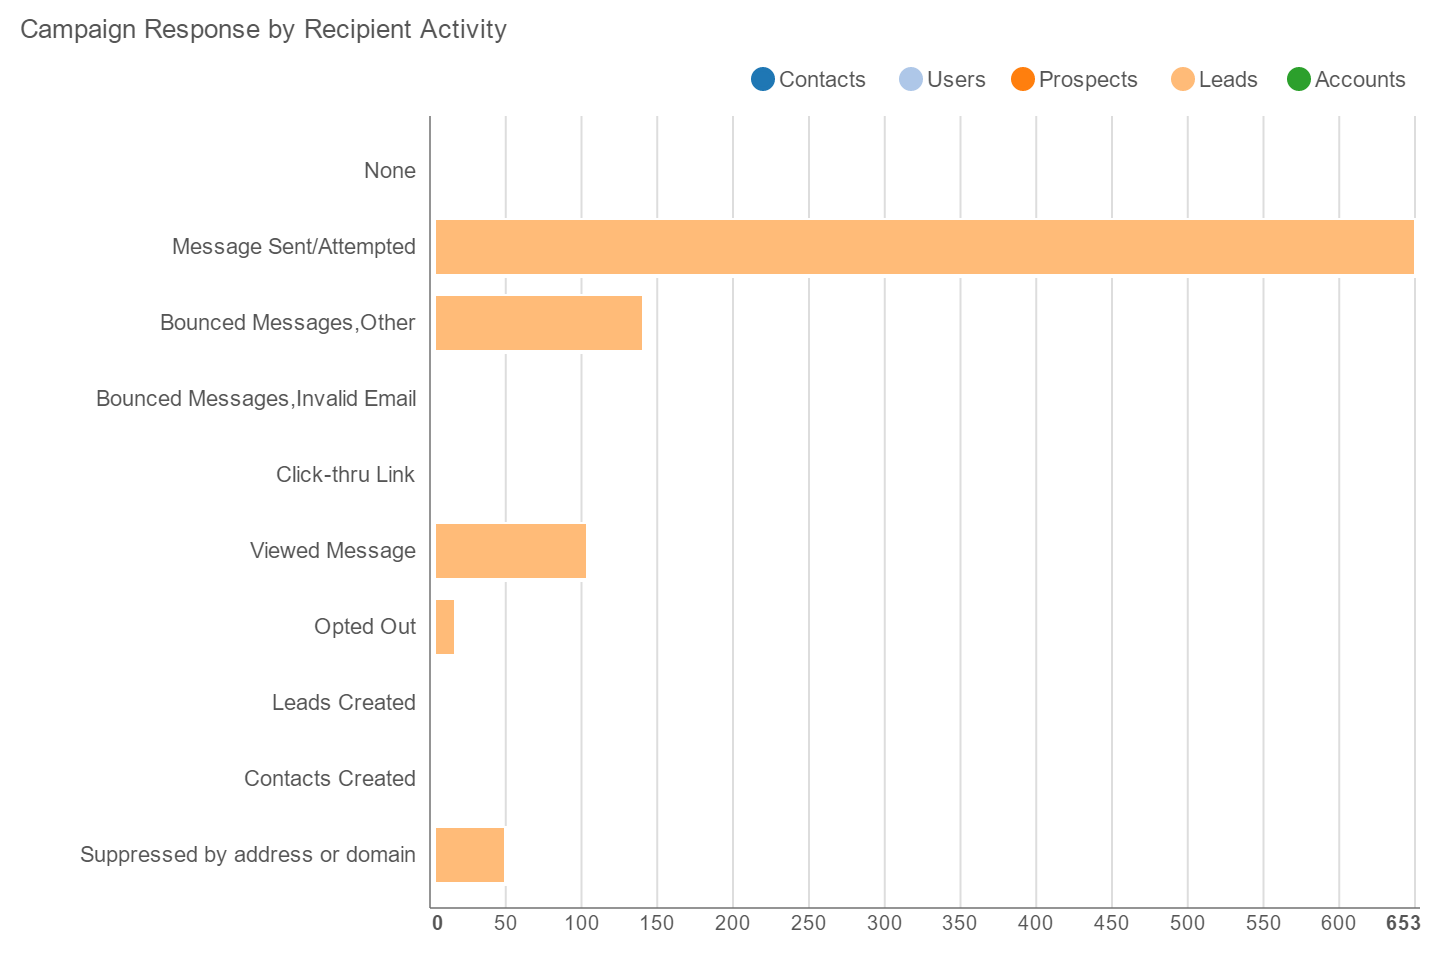 Campaign Response by Recipient Activity
Contacts Users Prospects Leads Accounts
None
Message Sent/Attempted
Bounced Messages,Other
Bounced Messages,Invalid Email
Click-thru Link
Viewed Message
Opted Out
Leads Created
Contacts Created
Suppressed by address or domain
0 50 100 150 200 250 300 350 400 450 500 550 600 653